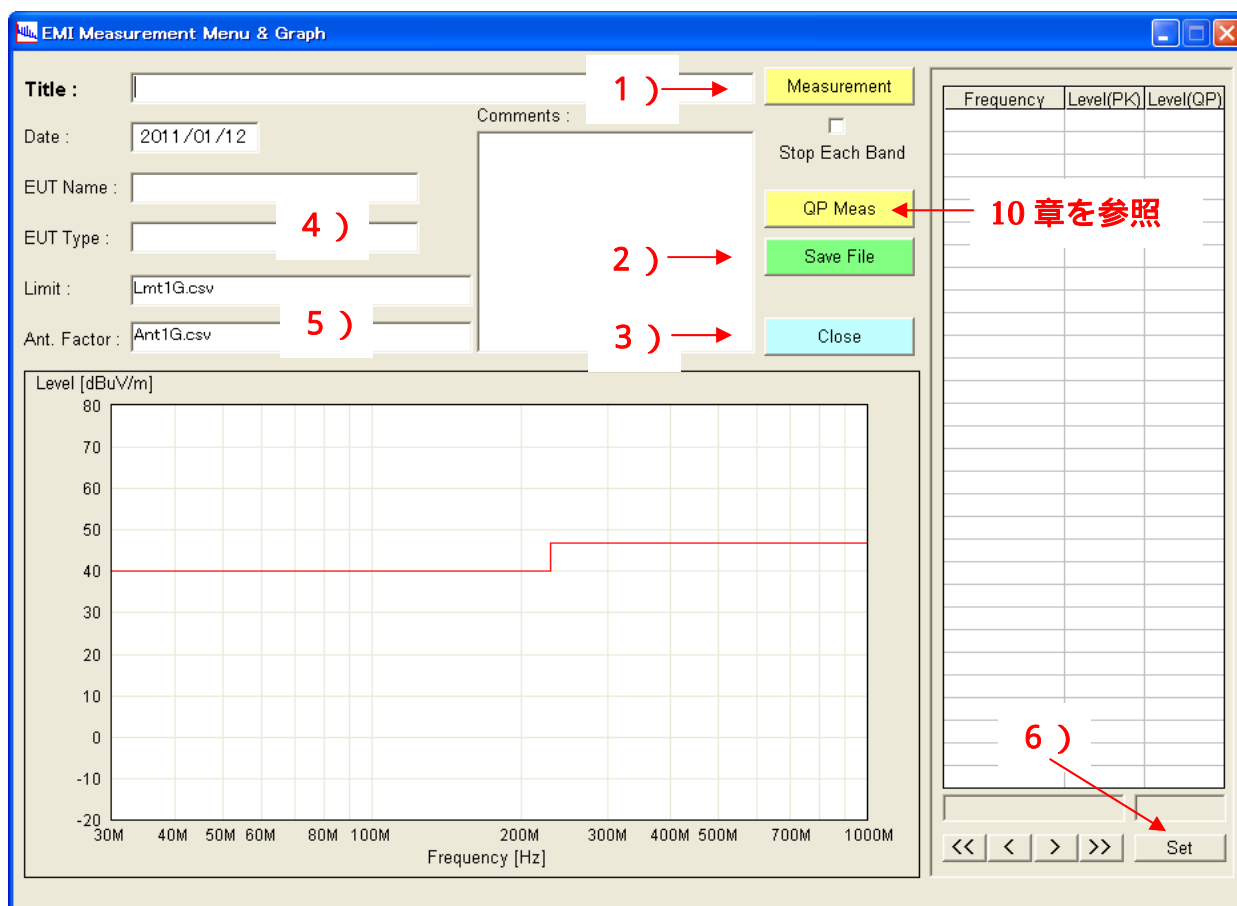 EMI Measurement Menu & Graph
Title :
1 )
Measurement
Date :
2011/01/12
Comments :
Stop Each Band
EUT Name :
QP Meas
10 章を参照
EUT Type :
4 )
2 )
Save File
Limit :
Lmt1G.csv
Ant. Factor :
Ant1G.csv
5 )
3 )
Close
Frequency Level(PK) Level(QP)
Level [dBuV/m]
80
70
60
50
40
30
20
10
0
-10
-20
30M 40M 50M 60M 80M 100M 200M 300M 400M 500M 700M 1000M
Frequency [Hz]
6 )
<< < > >> Set